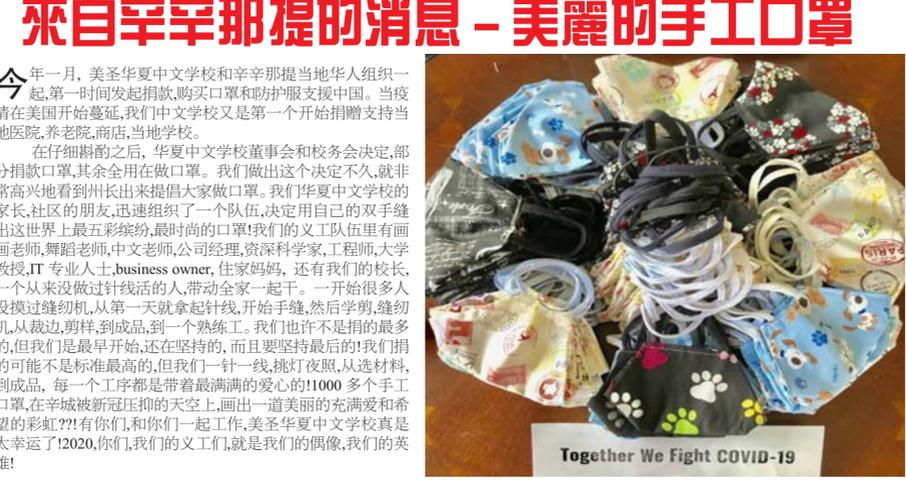 來自辛辛那提的消息 – 美麗的手工口罩
今年一月, 美圣华夏中文学校和辛辛那提当地华人组织一
起,第一时间发起捐款,购买口罩和防护服支援中国。当疫
情在美国开始蔓延,我们中文学校又是第一个开始捐赠支持当
地医院,养老院,商店,当地学校。
在仔细斟酌之后, 华夏中文学校董事会和校务会决定,部
分捐款口罩,其余全用在做口罩。我们做出这个决定不久,就非
常高兴地看到州长出来提倡大家做口罩。我们华夏中文学校的
家长,社区的朋友,迅速组织了一个队伍,决定用自己的双手缝
出这世界上最五彩缤纷,最时尚的口罩!我们的义工队伍里有画
画老师,舞蹈老师,中文老师,公司经理,资深科学家,工程师,大学
教授,IT 专业人士,business owner, 住家妈妈, 还有我们的校长,
一个从来没做过针线活的人,带动全家一起干。一开始很多人
没摸过缝纫机,从第一天就拿起针线,开始手缝,然后学剪,缝纫
机,从裁边,剪样,到成品,到一个熟练工。我们也许不是捐的最多
的,但我们是最早开始,还在坚持的, 而且要坚持最后的!我们捐
的可能不是标准最高的,但我们一针一线,挑灯夜照,从选材料,
到成品, 每一个工序都是带着最满满的爱心的!1000 多个手工
口罩,在辛城被新冠压抑的天空上,画出一道美丽的充满爱和希
望的彩虹??!有你们,和你们一起工作,美圣华夏中文学校真是
太幸运了!2020,你们,我们的义工们,就是我们的偶像,我们的英
雄!
PARIS
Together We Fight COVID-19